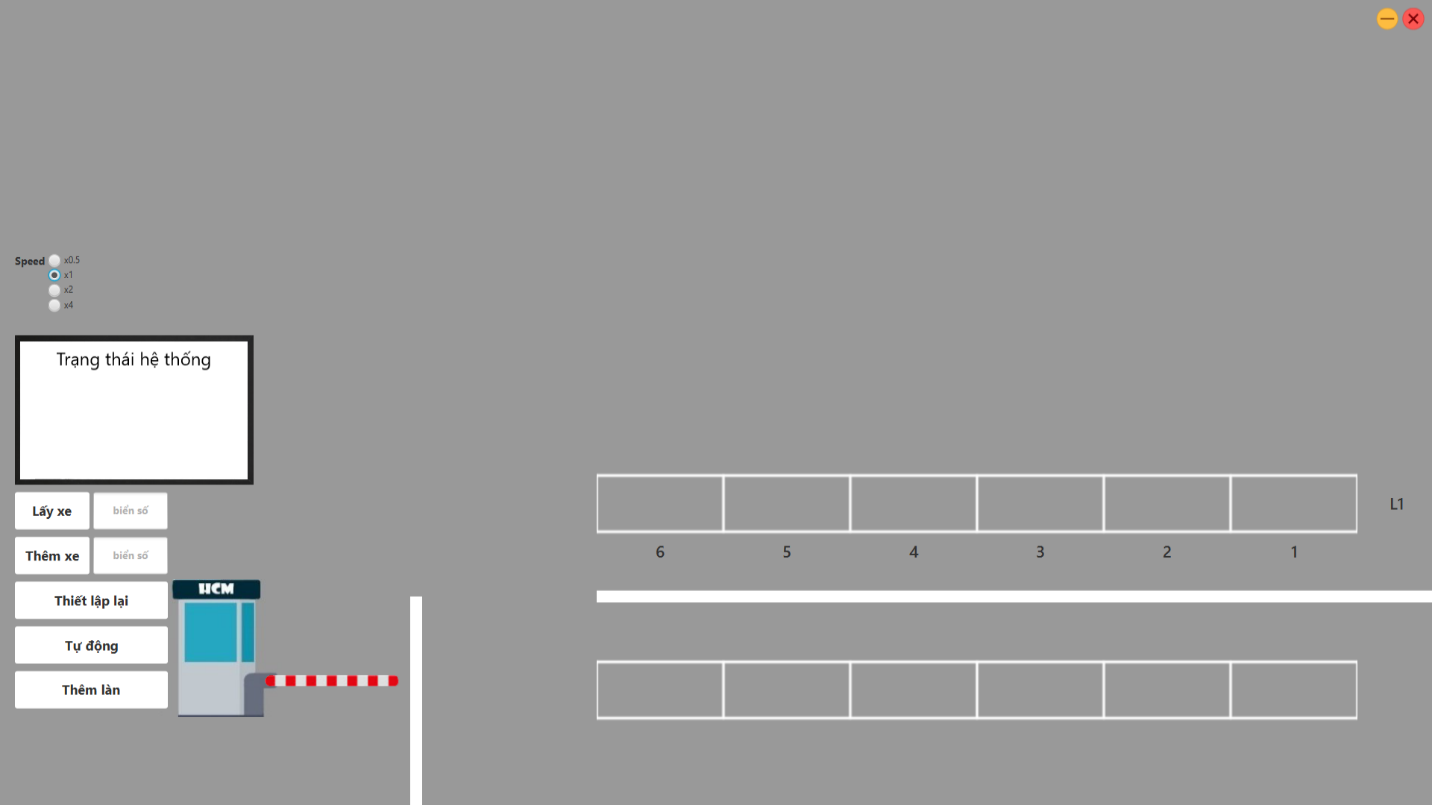 Speed
x0.5
x1
x2
x4
Trạng thái hệ thống
Lấy xe
biển số
Thêm xe
biển số
Thiết lập lại
Tự động
Thêm làn
HCM
L1
6 5 4 3 2 1